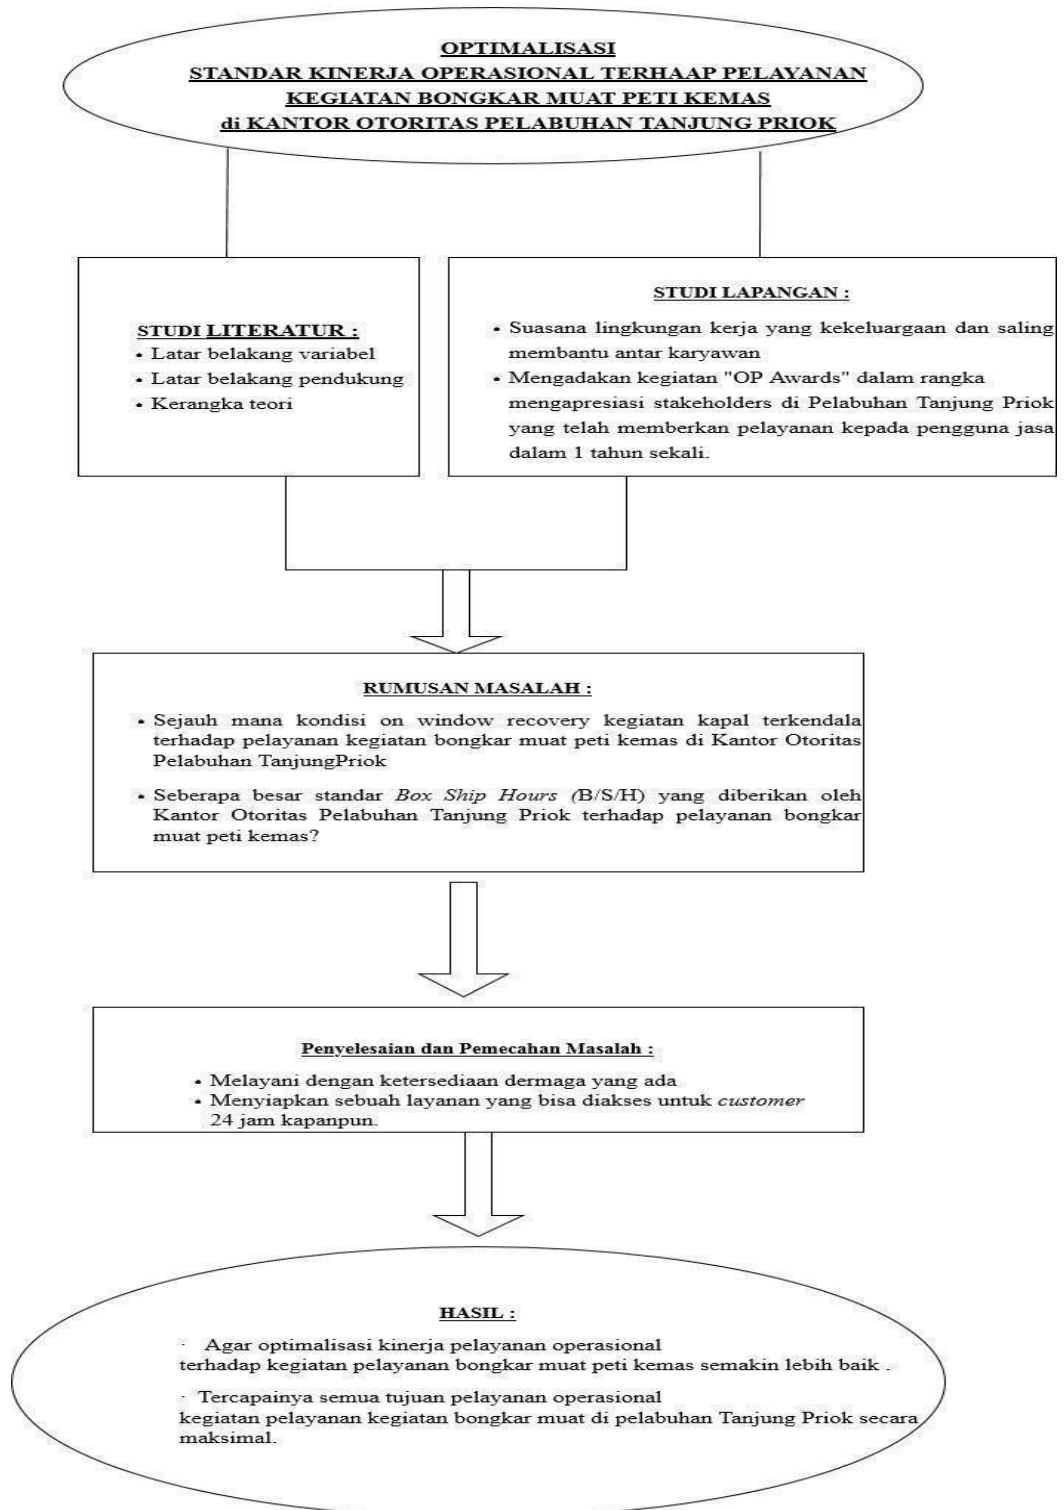 OPTIMALISASI
STANDAR KINERJA OPERASIONAL TERHAAP PELAYANAN
KEGIATAN BONGKAR MUAT PETI KEMAS
di KANTOR OTORITAS PELABUHAN TANJUNG PRIOK
STUDI LITERATUR :
• Latar belakang variabel
• Latar belakang pendukung
• Kerangka teori
STUDI LAPANGAN :
• Suasana lingkungan kerja yang kekeluargaan dan saling
membantu antar karyawan
• Mengadakan kegiatan "OP Awards" dalam rangka
mengapresiasi stakeholders di Pelabuhan Tanjung Priok
yang telah memberkan pelayanan kepada pengguna jasa
dalam 1 tahun sekali.
RUMUSAN MASALAH :
• Sejauh mana kondisi on window recovery kegiatan kapal terkendala
terhadap pelayanan kegiatan bongkar muat peti kemas di Kantor Otoritas
Pelabuhan TanjungPriok
• Seberapa besar standar Box Ship Hours (B/S/H) yang diberikan oleh
Kantor Otoritas Pelabuhan Tanjung Priok terhadap pelayanan bongkar
muat peti kemas?
Penyelesaian dan Pemecahan Masalah :
• Melayani dengan ketersediaan dermaga yang ada
• Menyiapkan sebuah layanan yang bisa diakses untuk customer
24 jam kapanpun.
HASIL :
· Agar optimalisasi kinerja pelayanan operasional
terhadap kegiatan pelayanan bongkar muat peti kemas semakin lebih baik .
· Tercapainya semua tujuan pelayanan operasional
kegiatan pelayanan kegiatan bongkar muat di pelabuhan Tanjung Priok secara
maksimal.